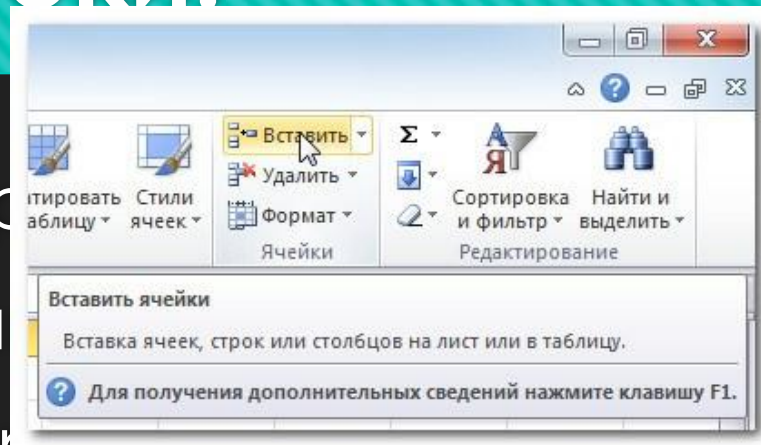 Вставить
Σ
Удалить
Формат
Ячейки
тировать
аблицу
Стили
ячеек
Сортировка
и фильтр
Найти и
выделить
Редактирование
Вставить ячейки
Вставка ячеек, строк или столбцов на лист или в таблицу.
Для получения дополнительных сведений нажмите клавишу F1.